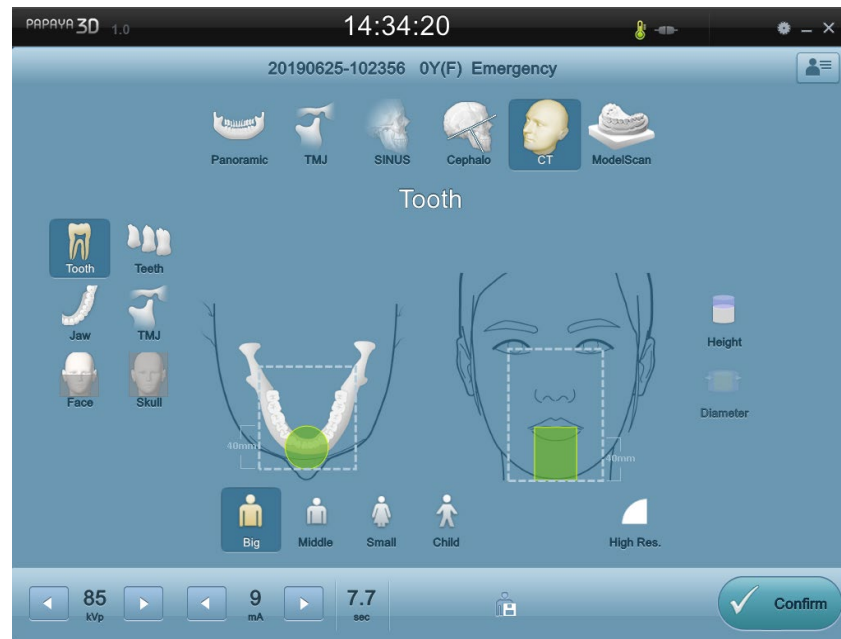 PAPAYA 3D 1.0
14:34:20
20190625-102356 0Y(F) Emergency
Panoramic
TMJ
SINUS
Cephalo
CT
ModelScan
Tooth
Tooth
Teeth
Jaw
TMJ
Face
Skull
40mm
40mm
Height
Diameter
Big
Middle
Small
Child
High Res.
85
kVp
9
mA
7.7
sec
Confirm